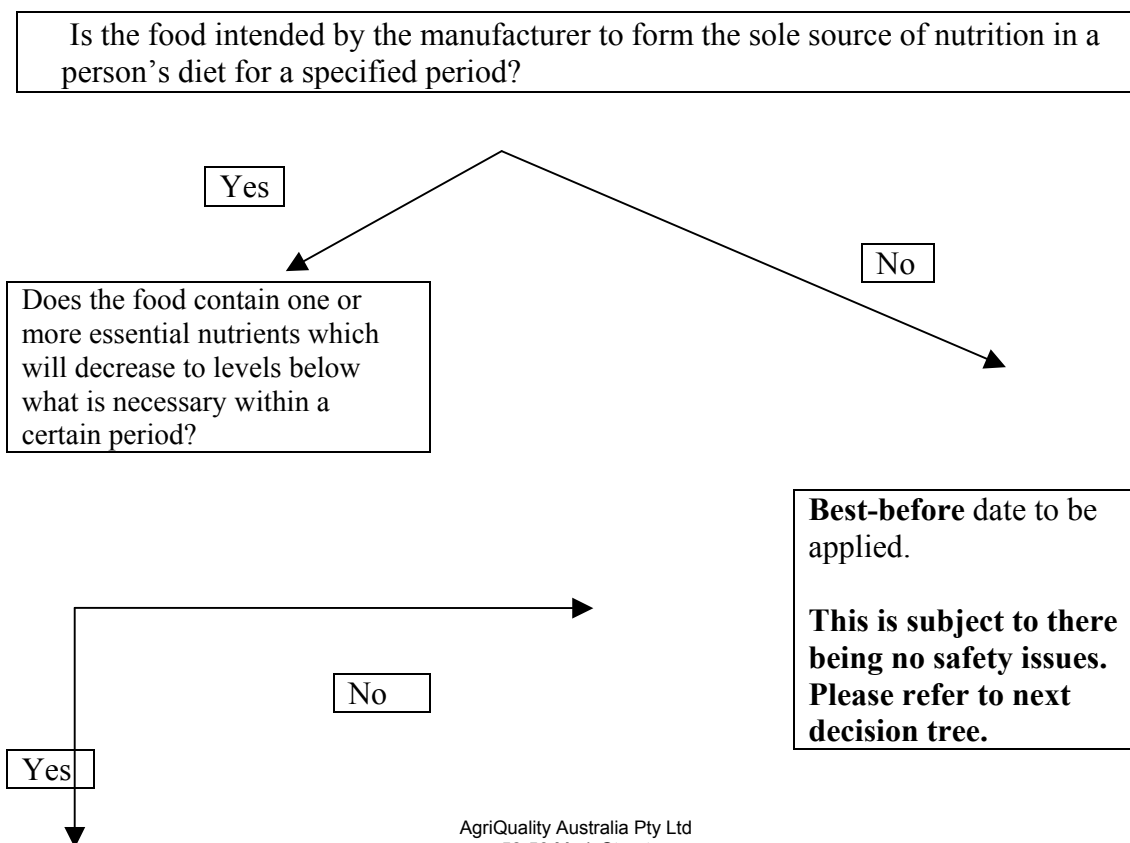 Is the food intended by the manufacturer to form the sole source of nutrition in a
person’s diet for a specified period?
Yes
No
Does the food contain one or
more essential nutrients which
will decrease to levels below
what is necessary within a
certain period?
Best-before date to be
applied.
This is subject to there
being no safety issues.
Please refer to next
decision tree.
No
Yes
AgriQuality Australia Pty Ltd